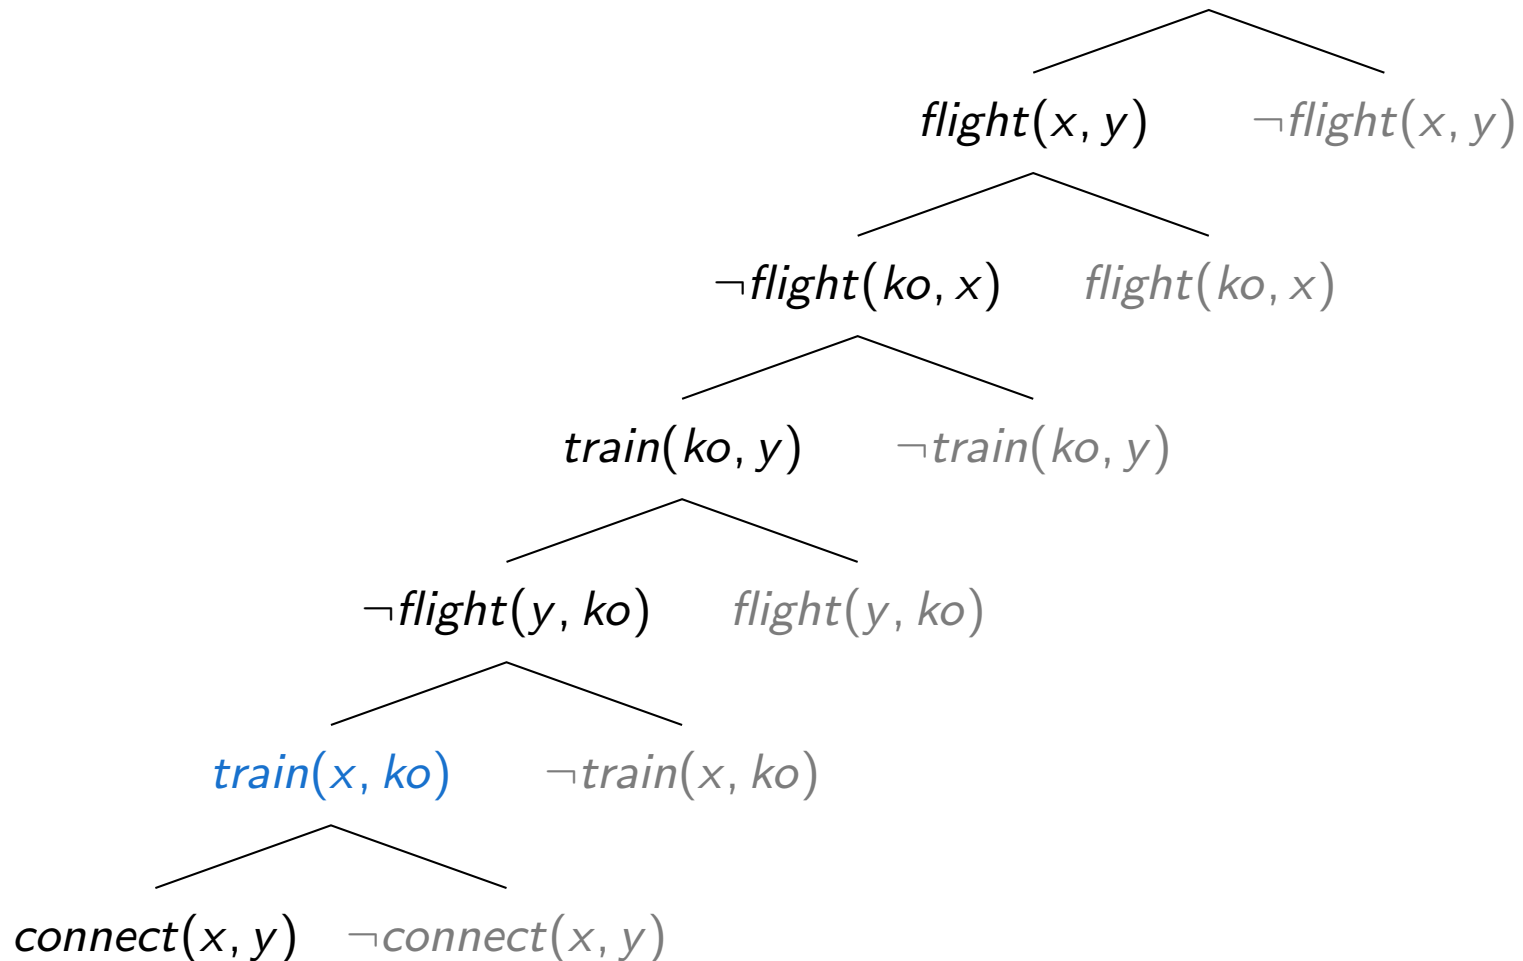 flight(x, y) ¬flight(x, y)
¬flight(ko, x) flight(ko, x)
train(ko, y) ¬train(ko, y)
¬flight(y, ko) flight(y, ko)
train(x, ko) ¬train(x, ko)
connect(x, y) ¬connect(x, y)